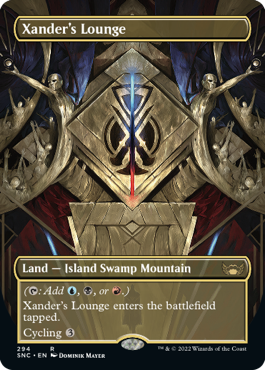 Xander's Lounge
Land — Island Swamp Mountain
(: Add , , or .)
Xander's Lounge enters the battlefield
tapped.
Cycling 3
294 R
SNC • EN Dominik Mayer
™ & © 2022 Wizards of the Coast